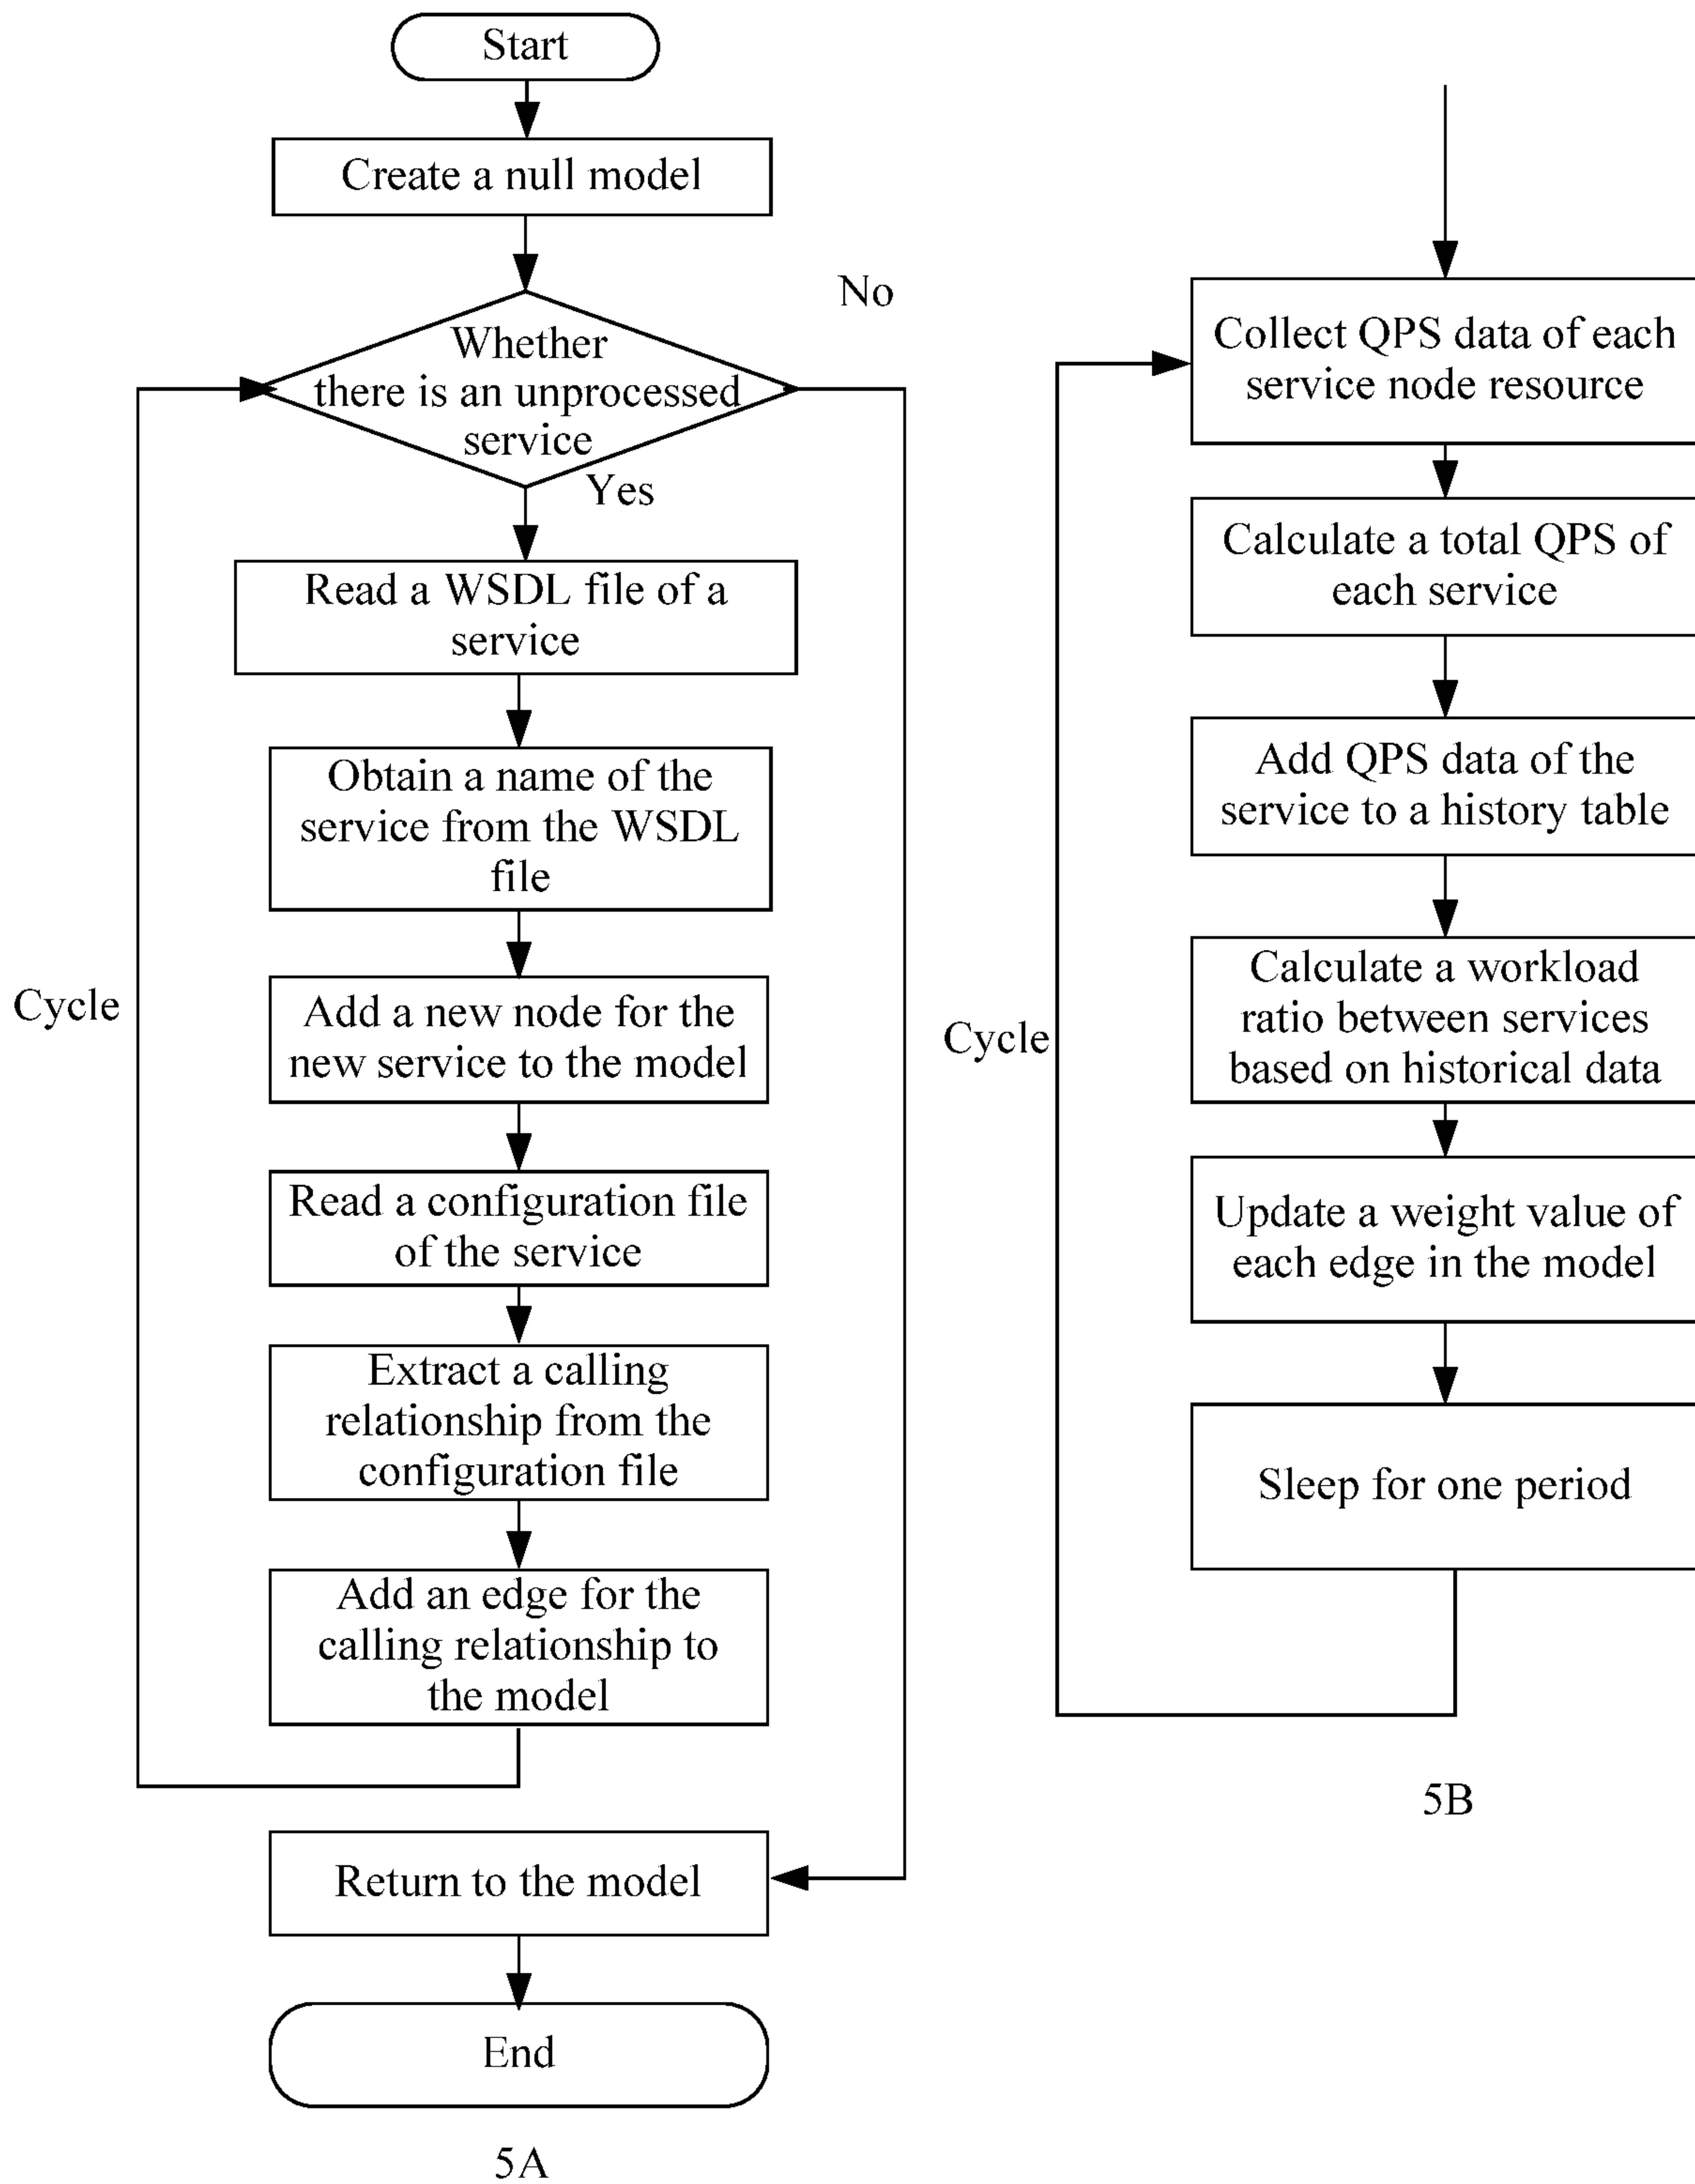 Start
Create a null model
No
Whether
there is an unprocessed
service
Yes
Read a WSDL file of a
service
Obtain a name of the
service from the WSDL
file
Cycle
Add a new node for the
new service to the model
Read a configuration file
of the service
Extract a calling
relationship from the
configuration file
Add an edge for the
calling relationship to
the model
Return to the model
End
5A
Collect QPS data of each
service node resource
Calculate a total QPS of
each service
Add QPS data of the
service to a history table
Cycle
Calculate a workload
ratio between services
based on historical data
Update a weight value of
each edge in the model
Sleep for one period
5B